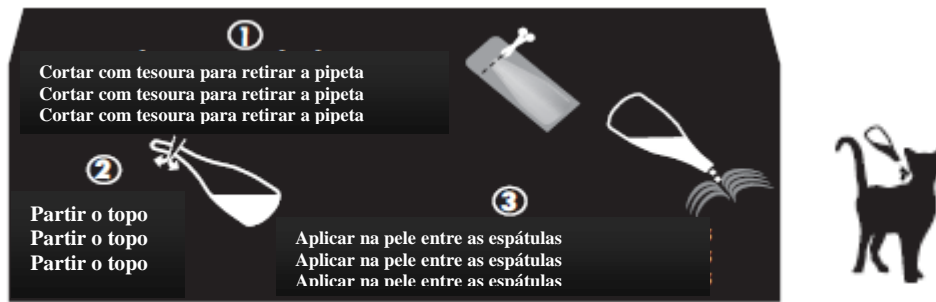 ①
Cortar com tesoura para retirar a pipeta
Cortar com tesoura para retirar a pipeta
Cortar com tesoura para retirar a pipeta
②
Partir o topo
Partir o topo
Partir o topo
③
Aplicar na pele entre as espátulas
Aplicar na pele entre as espátulas
Aplicar na pele entre as espátulas